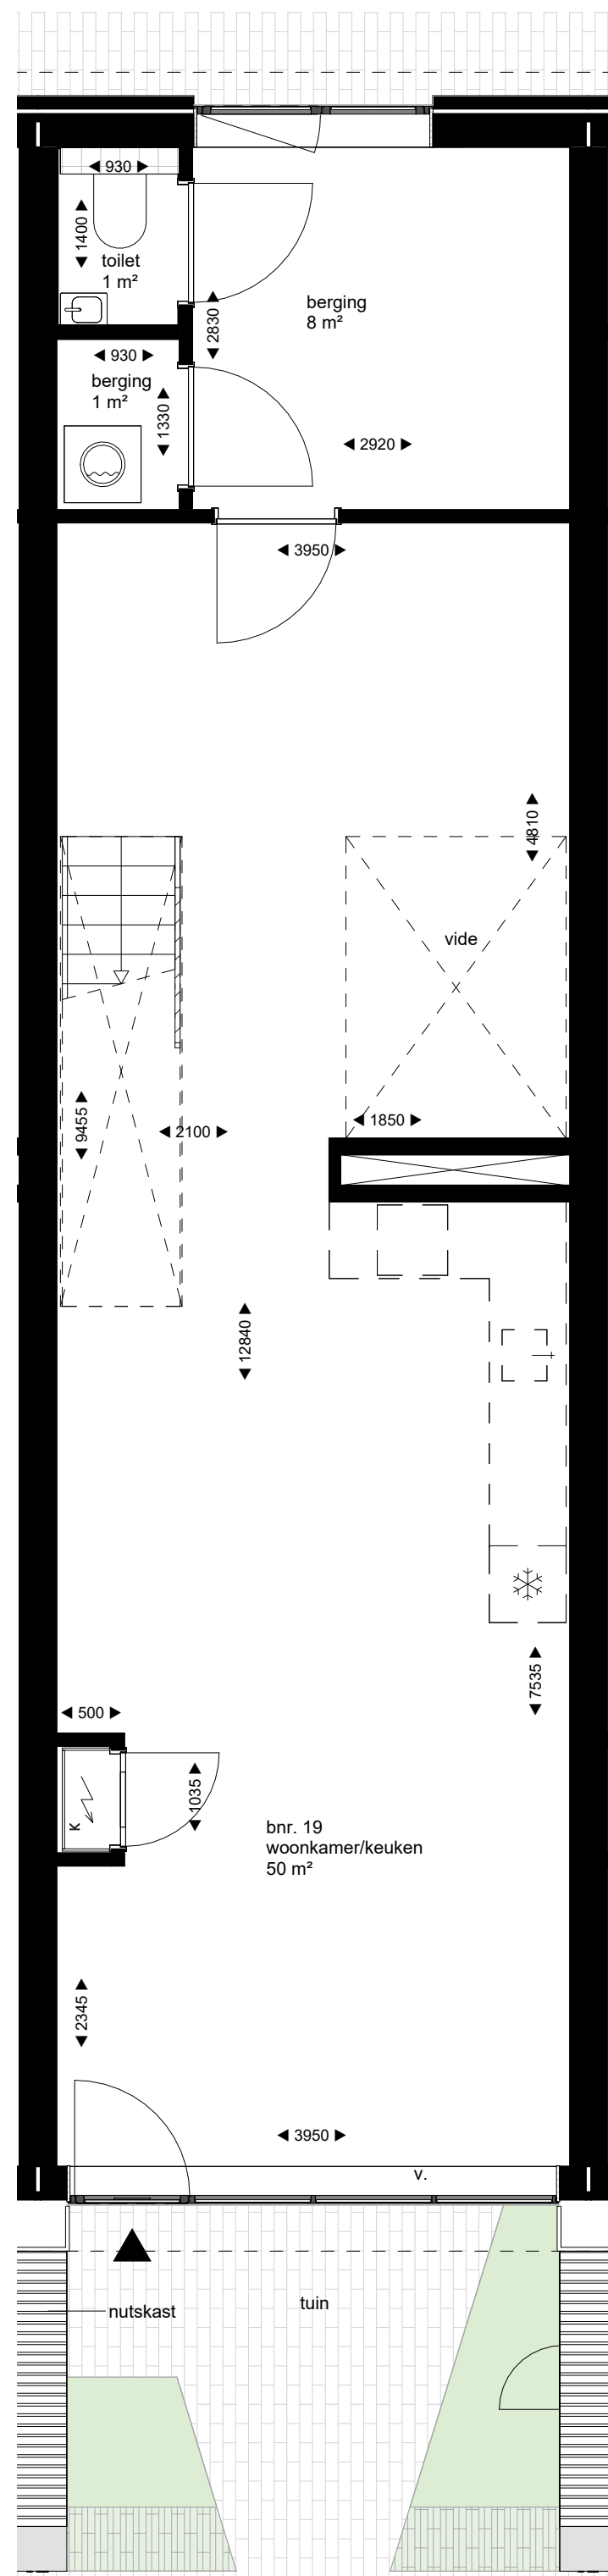 930
1400
toilet
1 m²
2830
berging
8 m²
930
berging
1 m²
1330
2920
3950
4810
vide
1850
9455
2100
12840
7535
500
K
1035
bnr. 19
woonkamer/keuken
50 m²
2345
3950
v.
nutskast
tuin